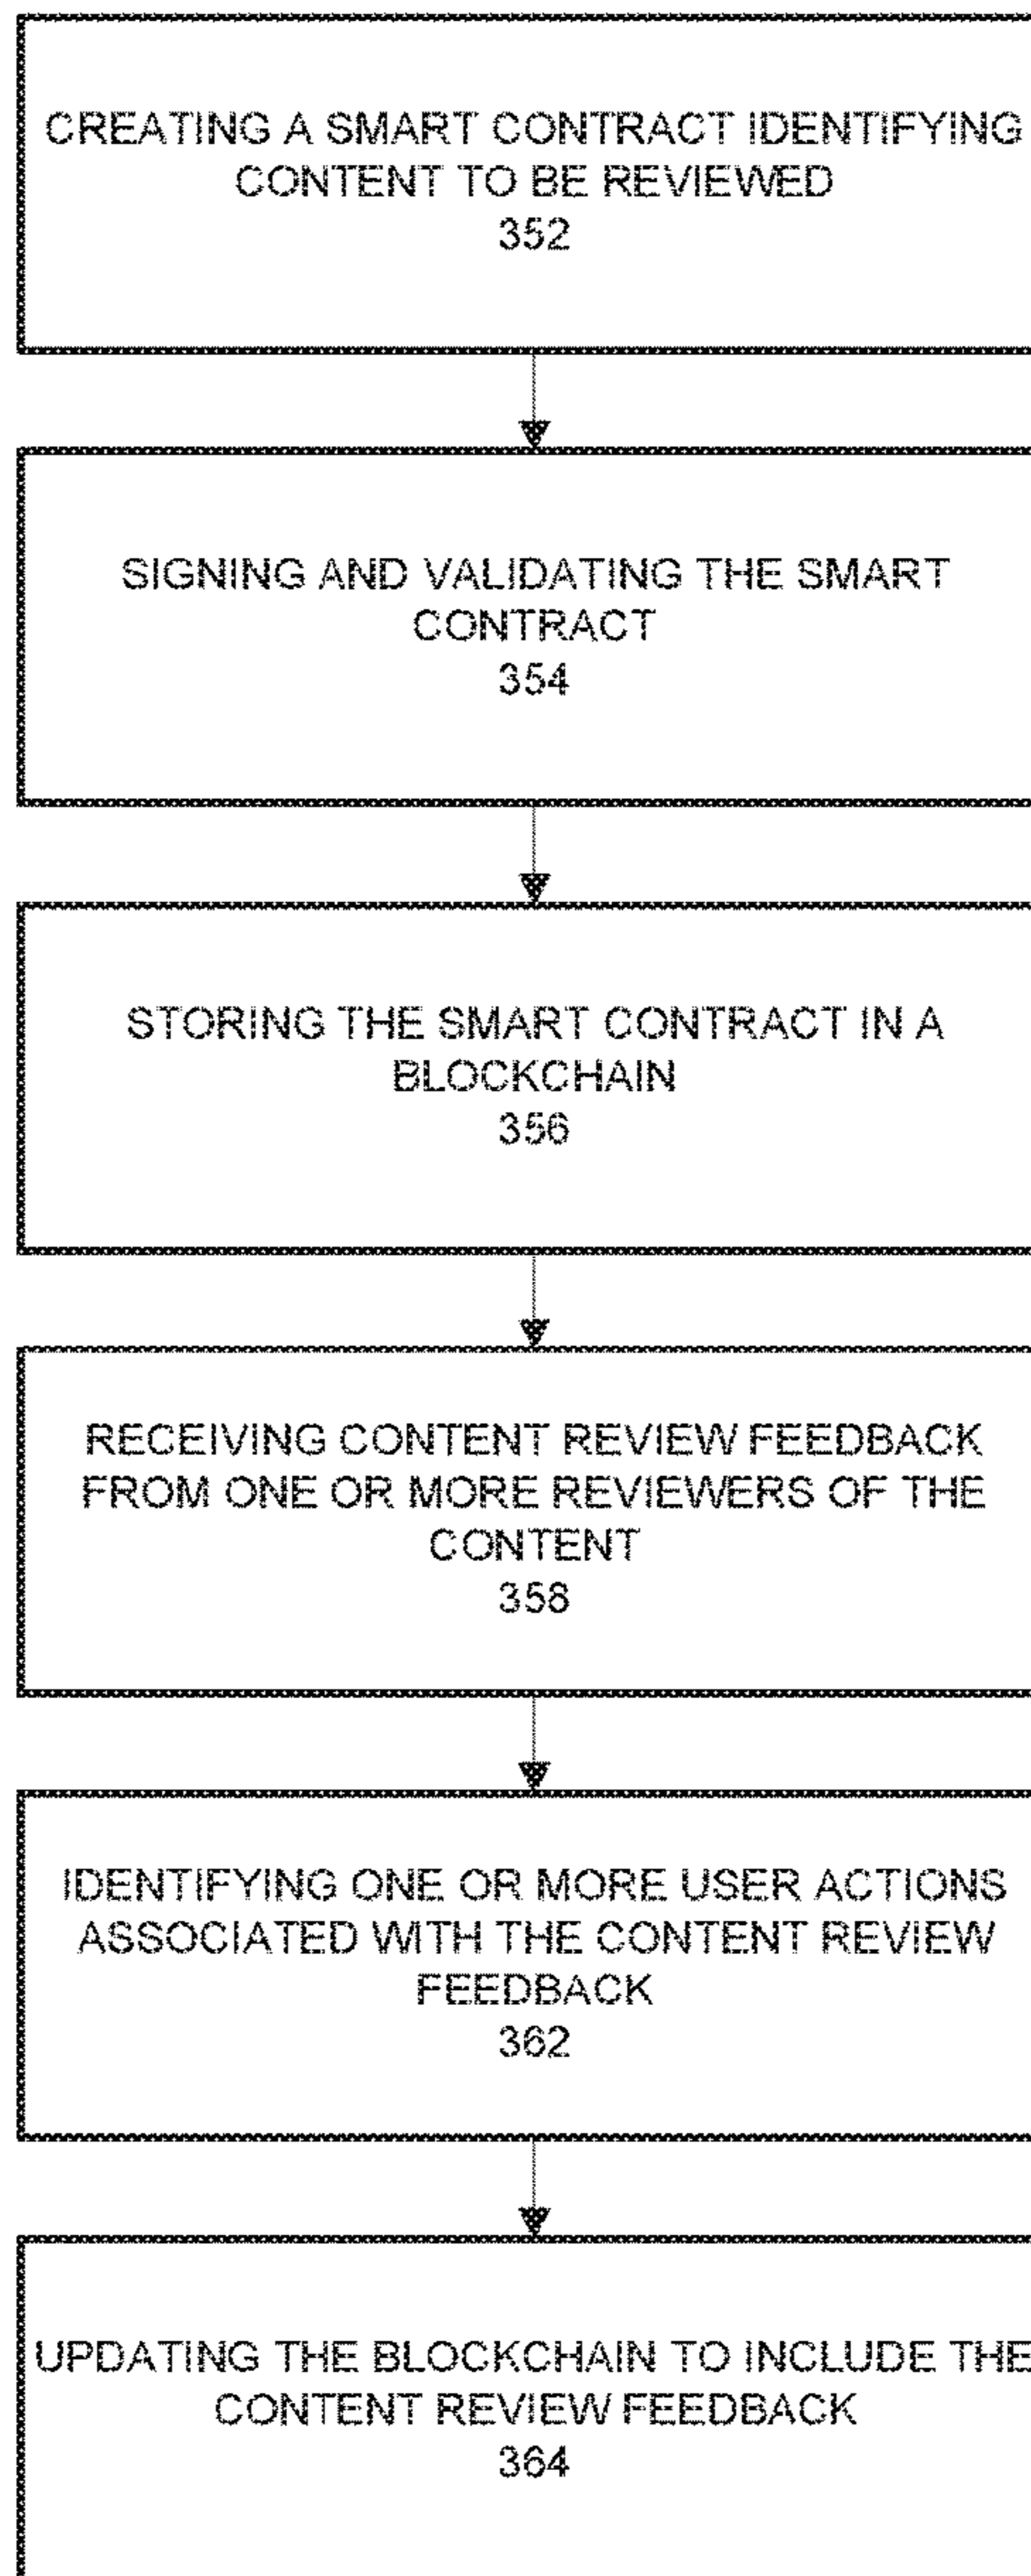 CREATING A SMART CONTRACT IDENTIFYING
CONTENT TO BE REVIEWED
352
SIGNING AND VALIDATING THE SMART
CONTRACT
354
STORING THE SMART CONTRACT IN A
BLOCKCHAIN
356
RECEIVING CONTENT REVIEW FEEDBACK
FROM ONE OR MORE REVIEWERS OF THE
CONTENT
358
IDENTIFYING ONE OR MORE USER ACTIONS
ASSOCIATED WITH THE CONTENT REVIEW
FEEDBACK
362
UPDATING THE BLOCKCHAIN TO INCLUDE THE
CONTENT REVIEW FEEDBACK
364